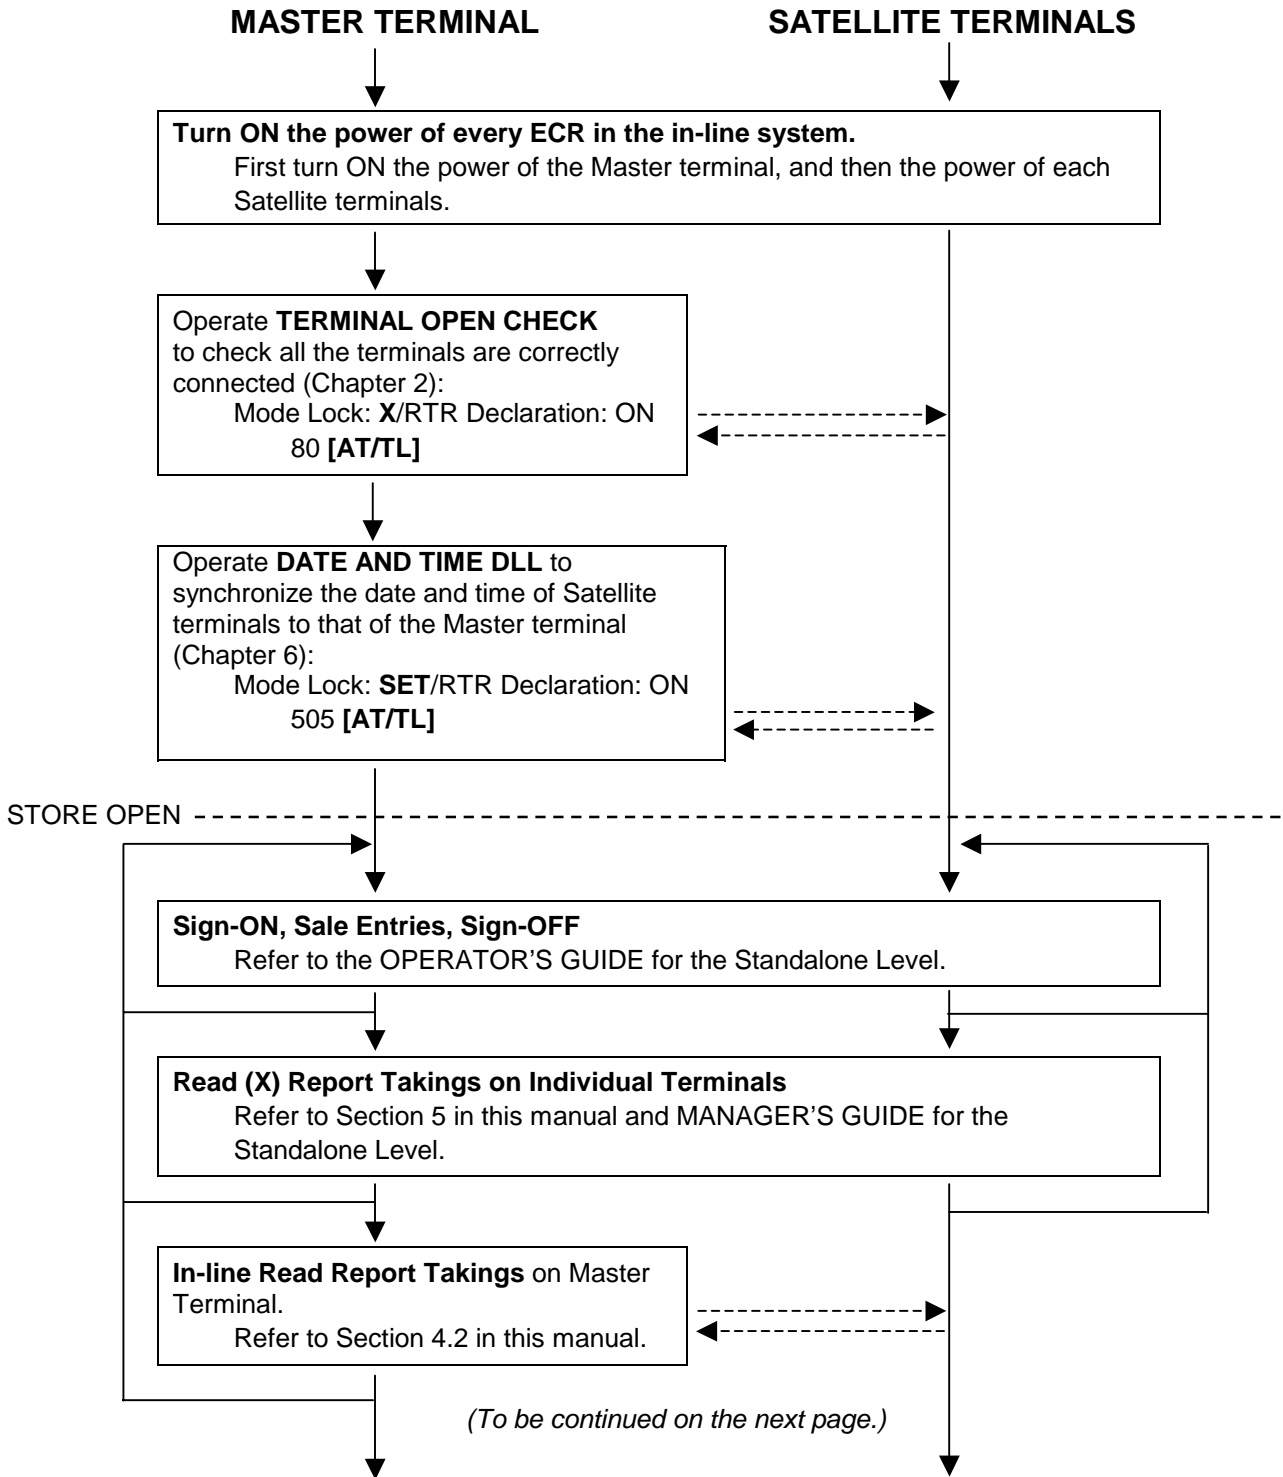 MASTER TERMINAL SATELLITE TERMINALS
Turn ON the power of every ECR in the in-line system.
First turn ON the power of the Master terminal, and then the power of each
Satellite terminals.
Operate TERMINAL OPEN CHECK
to check all the terminals are correctly
connected (Chapter 2):
Mode Lock: X/RTR Declaration: ON
80 [AT/TL]
Operate DATE AND TIME DLL to
synchronize the date and time of Satellite
terminals to that of the Master terminal
(Chapter 6):
Mode Lock: SET/RTR Declaration: ON
505 [AT/TL]
STORE OPEN
Sign-ON, Sale Entries, Sign-OFF
Refer to the OPERATOR'S GUIDE for the Standalone Level.
Read (X) Report Takings on Individual Terminals
Refer to Section 5 in this manual and MANAGER'S GUIDE for the
Standalone Level.
In-line Read Report Takings on Master
Terminal.
Refer to Section 4.2 in this manual.
(To be continued on the next page.)